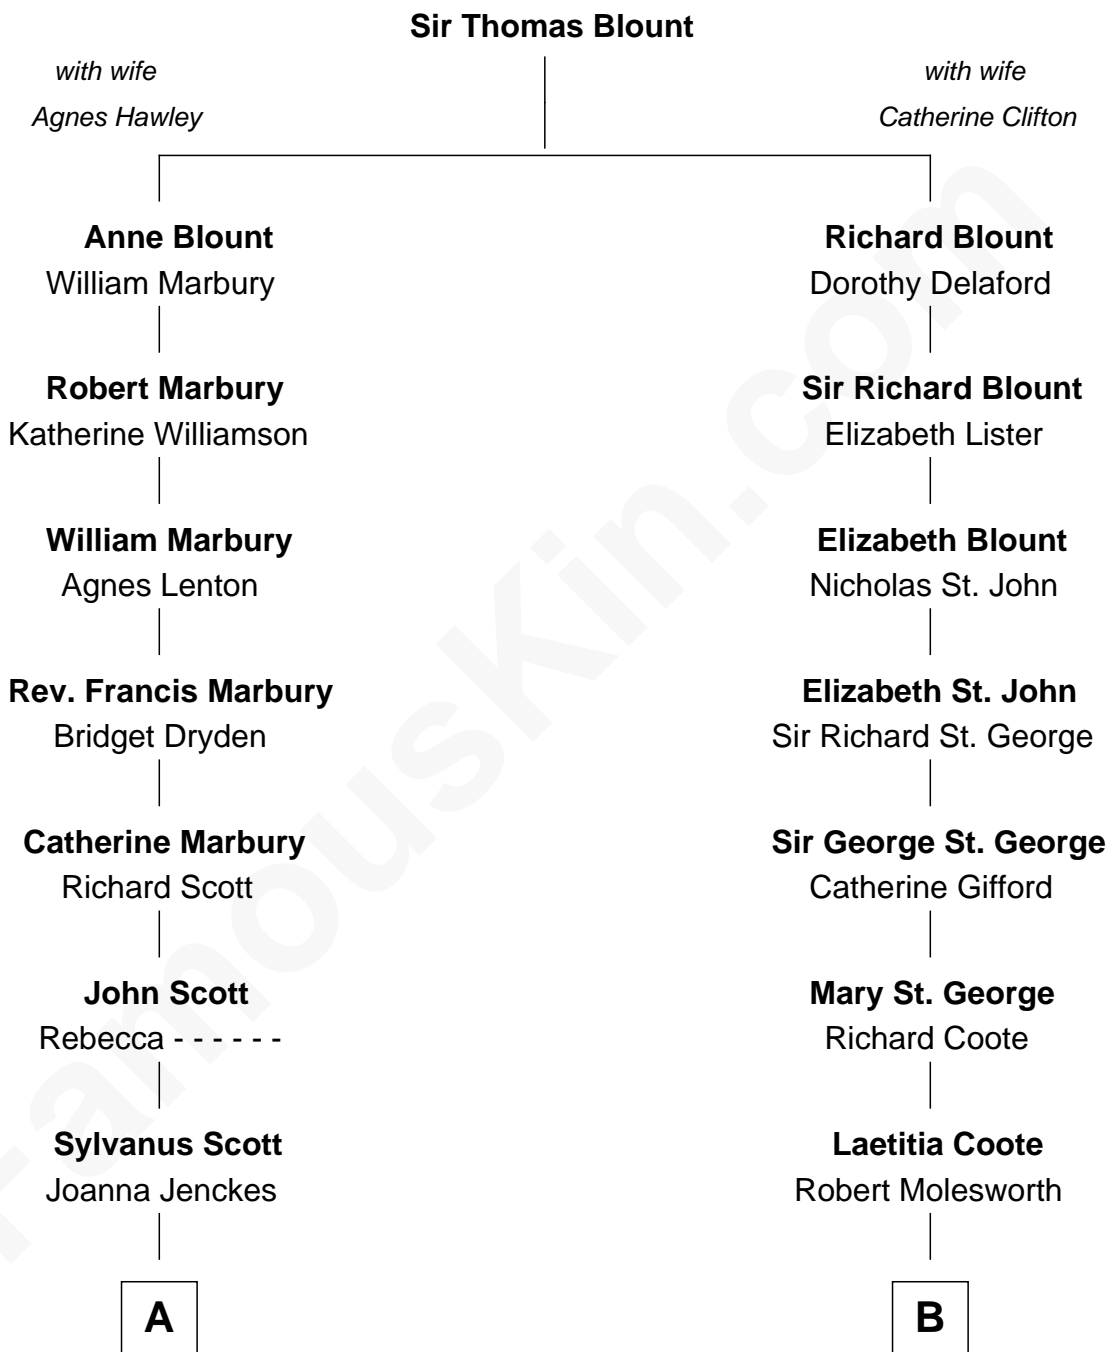 Sir Thomas Blount
with wife
Agnes Hawley
with wife
Catherine Clifton
Anne Blount
William Marbury
Richard Blount
Dorothy Delaford
Robert Marbury
Katherine Williamson
Sir Richard Blount
Elizabeth Lister
William Marbury
Agnes Lenton
Elizabeth Blount
Nicholas St. John
Rev. Francis Marbury
Bridget Dryden
Elizabeth St. John
Sir Richard St. George
Catherine Marbury
Richard Scott
Sir George St. George
Catherine Gifford
John Scott
Rebecca - - - - - -
Mary St. George
Richard Coote
Sylvanus Scott
Joanna Jenckes
Laetitia Coote
Robert Molesworth
A
B
FamousKin.com